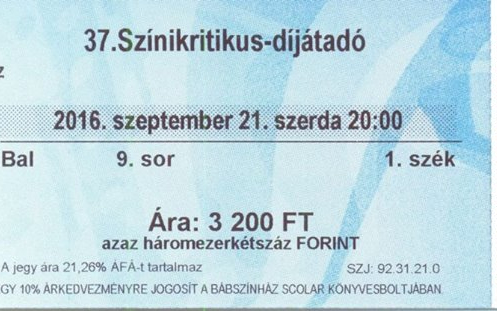 37.Színikritikus-díjátadó
z
2016. szeptember 21. szerda 20:00
Bal 9. sor 1. szék
Ára: 3 200 FT
azaz háromezerkétszáz FORINT
A jegy ára 21,26% ÁFÁ-t tartalmaz SZJ: 92.31.21.0
GY 10% ÁRKEDVEZMÉNYRE JOGOSÍT A BÁBSZÍNHÁZ SCOLAR KÖNYVESBOLTJÁBAN.